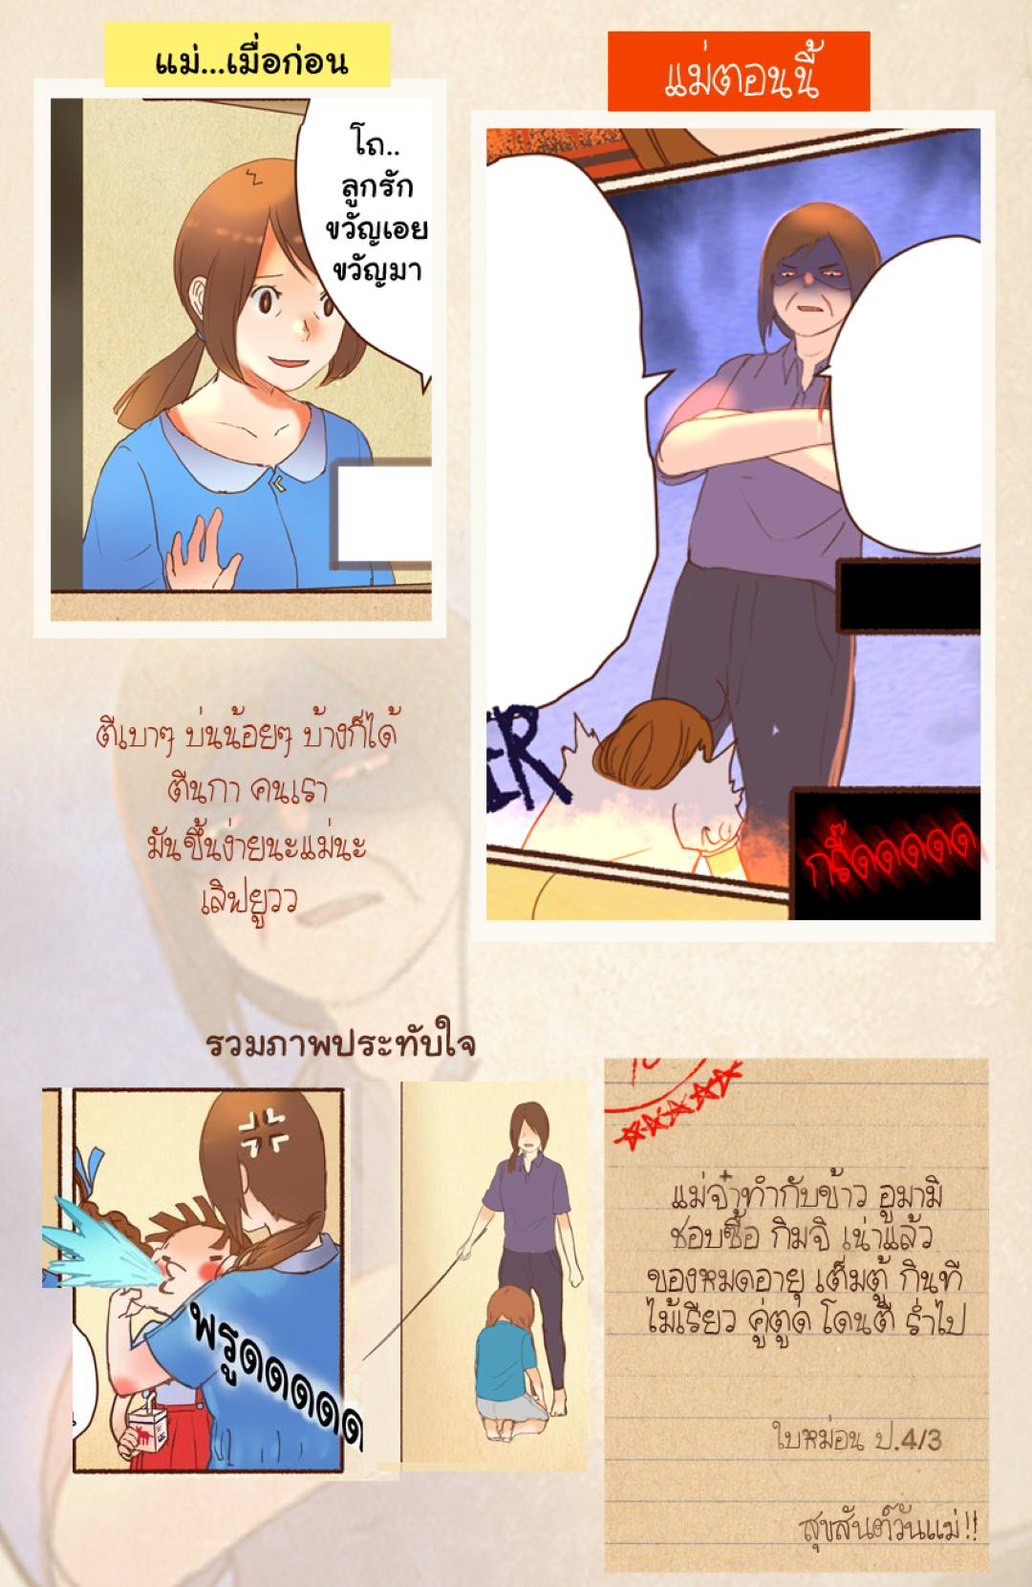 แม่...เมื่อก่อน
แม่ตอนนี้
โถ..
ลูกรัก
ขวัญเอย
ขวัญมา
ER
กรี๊ดดดดด
ตีเบาๆ บ่นน้อยๆ บ้างก็ได้
ตีนกา คนเรา
มันขึ้นง่ายนะแม่นะ
เลิฟยูวว
รวมภาพประทับใจ
พรูดดดดด
แม่จ๋าทำกับข้าว อูมามิ
ชอบซื้อ กิมจิ เน่าแล้ว
ของหมดอายุ เต็มตู้ กินที
ไม้เรียว คู่ตูด โดนตี ร่ำไป
ใบหม่อน ป.4/3
สุขสันต์วันแม่!!